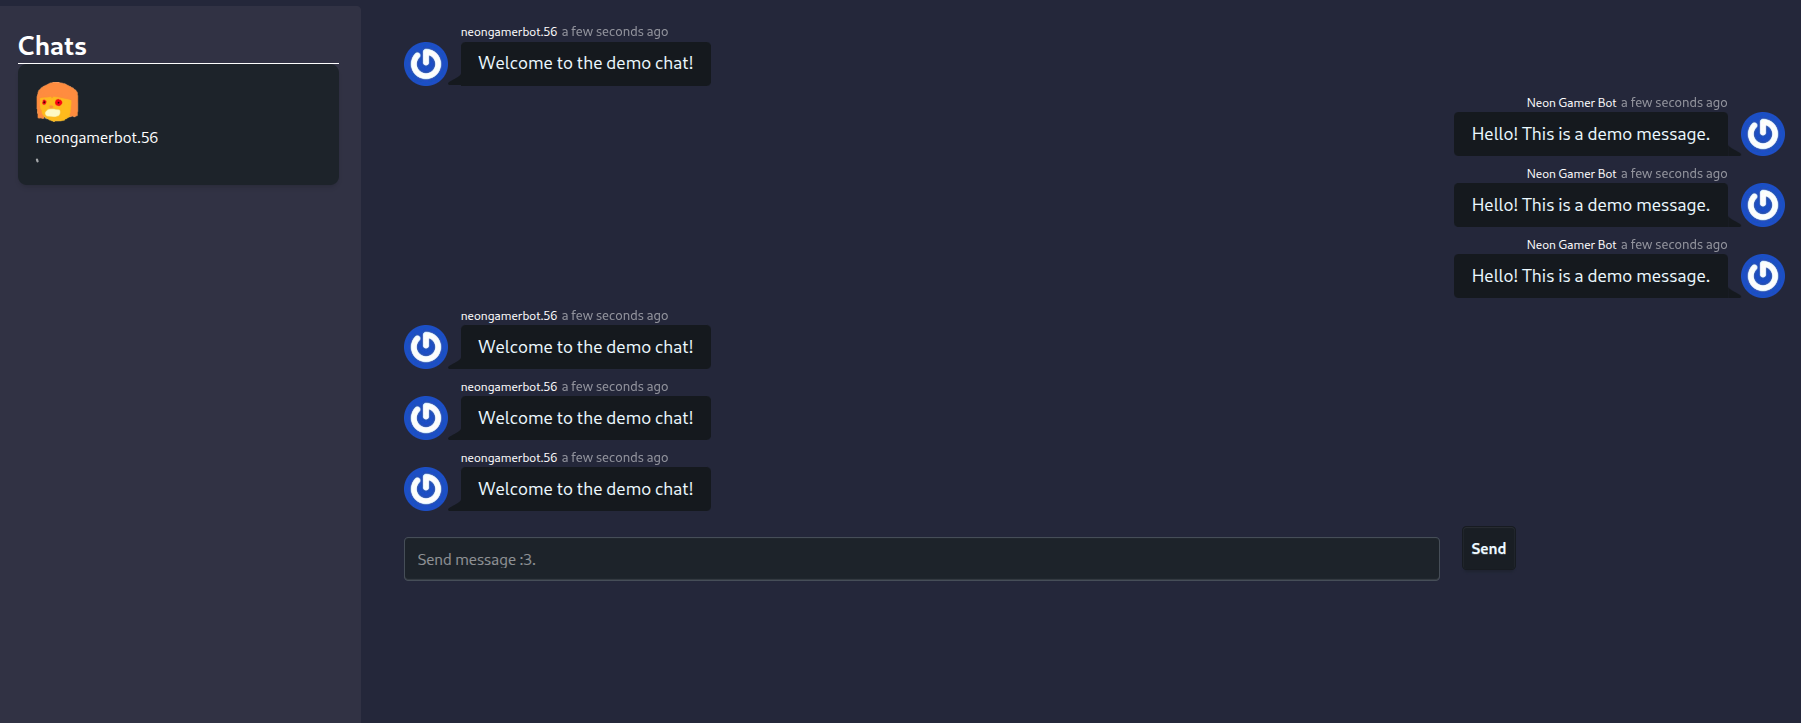 Chats
neongamerbot.56
neongamerbot.56 a few seconds ago
Welcome to the demo chat!
Neon Gamer Bot a few seconds ago
Hello! This is a demo message.
Neon Gamer Bot a few seconds ago
Hello! This is a demo message.
Neon Gamer Bot a few seconds ago
Hello! This is a demo message.
neongamerbot.56 a few seconds ago
Welcome to the demo chat!
neongamerbot.56 a few seconds ago
Welcome to the demo chat!
neongamerbot.56 a few seconds ago
Welcome to the demo chat!
Send message :3.
Send